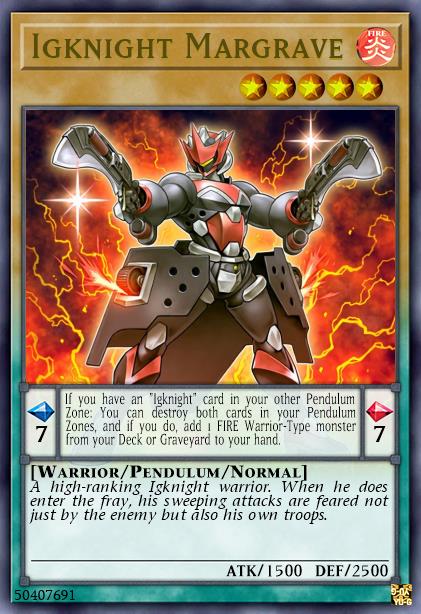 Igknight Margrave
FIRE
炎
If you have an "Igknight" card in your other Pendulum
Zone: You can destroy both cards in your Pendulum
Zones, and if you do, add 1 FIRE Warrior-Type monster
from your Deck or Graveyard to your hand.
7
7
[Warrior/Pendulum/Normal]
A high-ranking Igknight warrior. When he does
enter the fray, his sweeping attacks are feared not
just by the enemy but also his own troops.
ATK/1500 DEF/2500
50407691